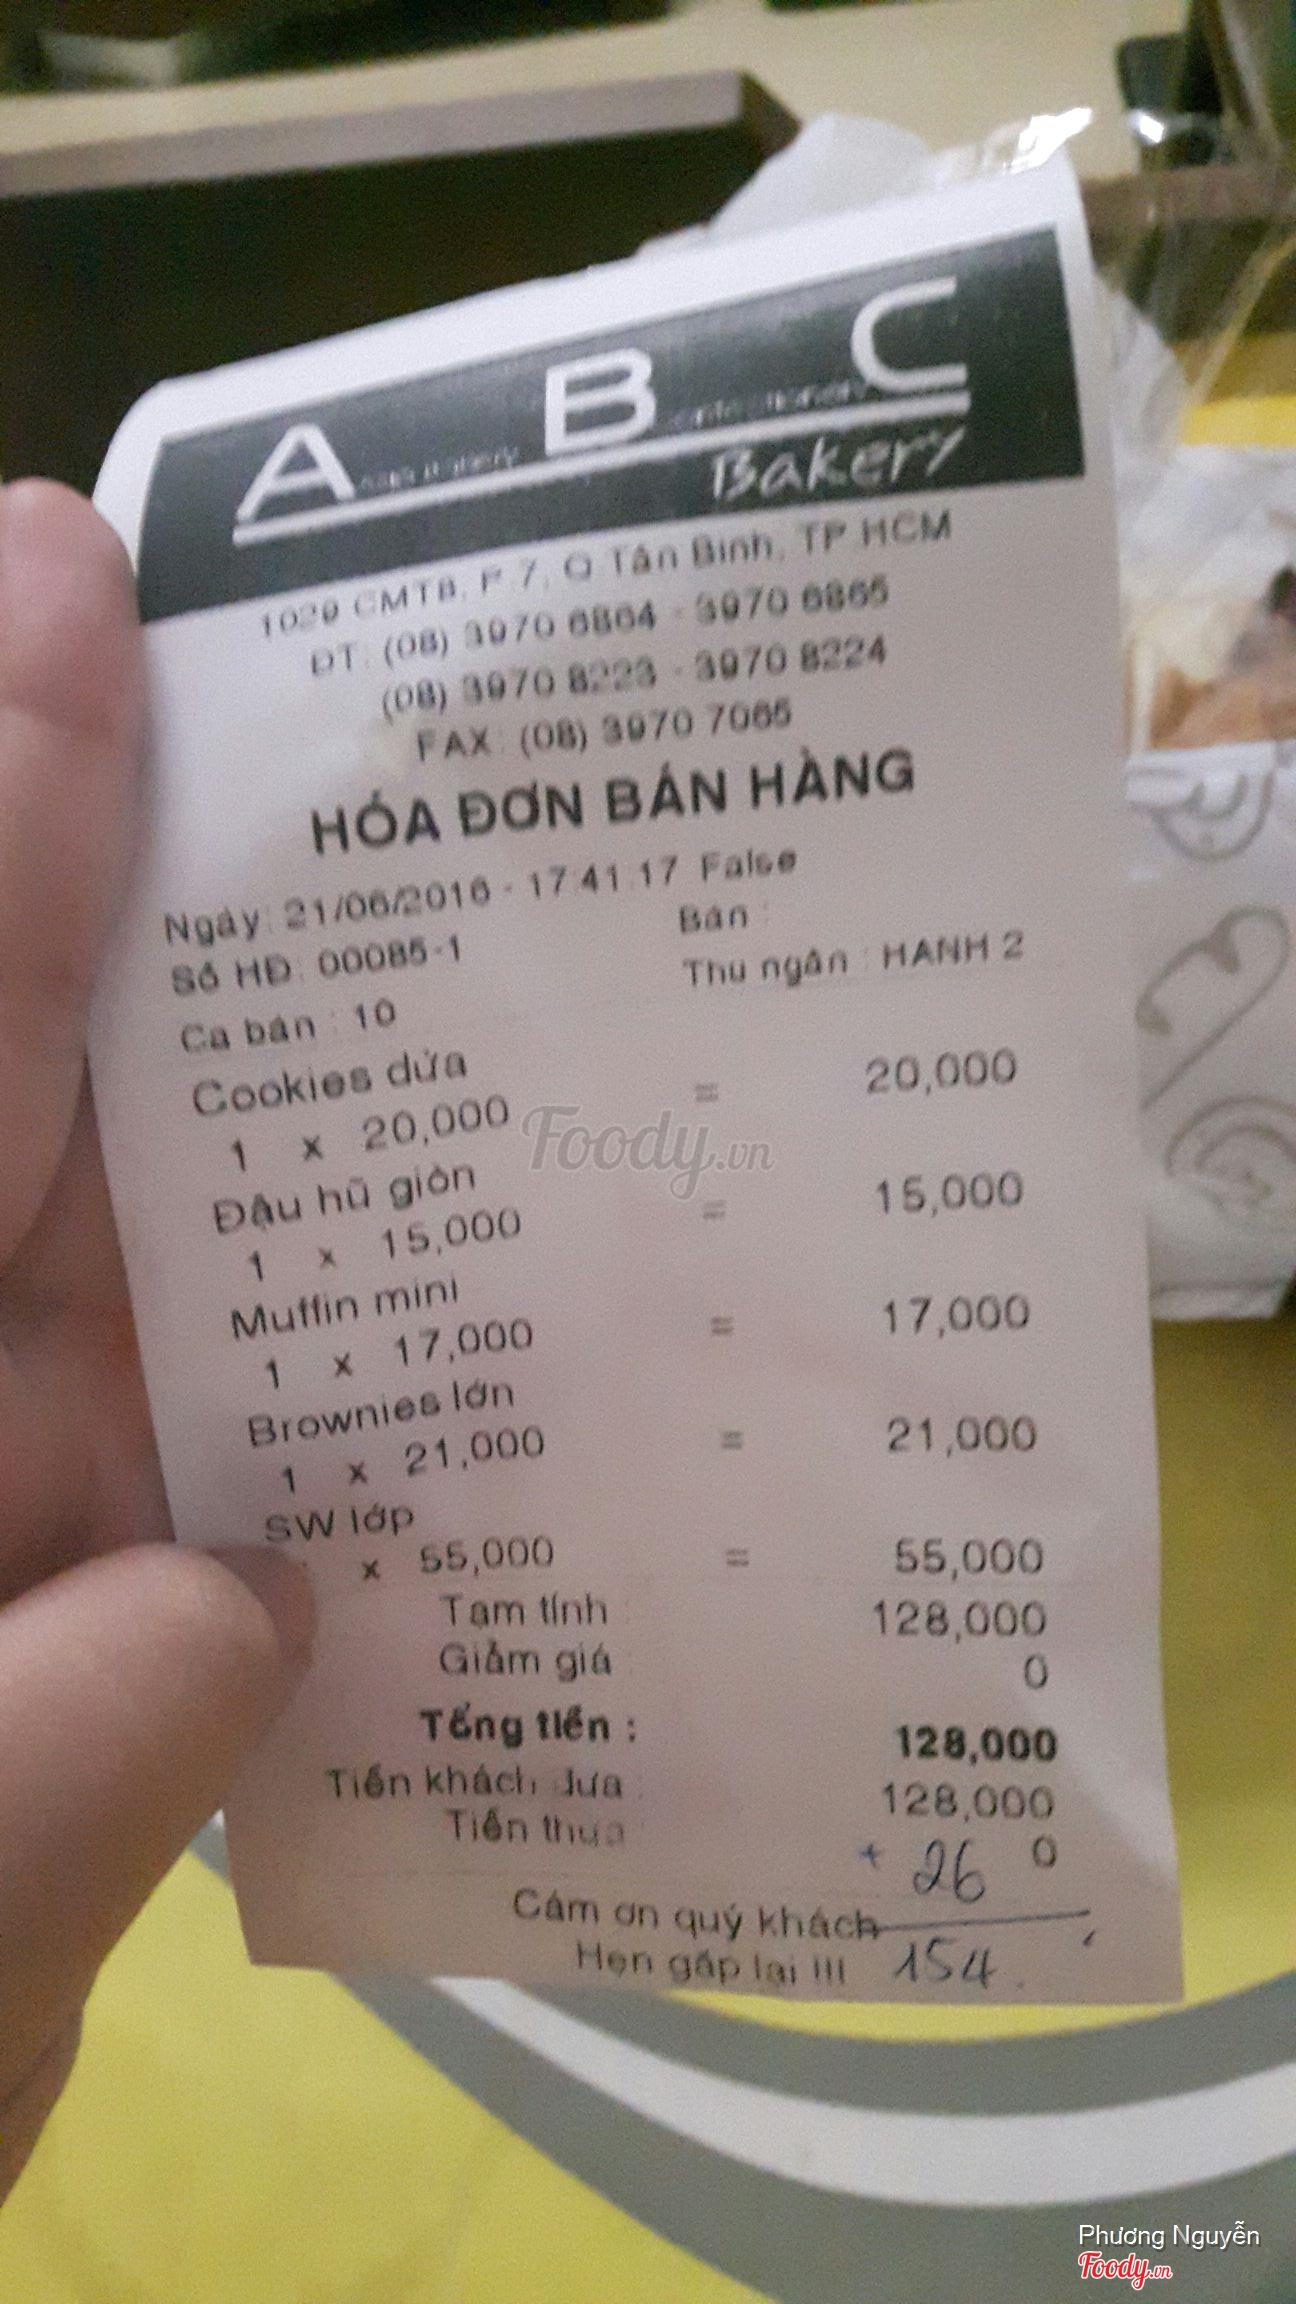 A B C
Bakery
1029 CMT8, P 7, Q Tân Bình, TP HCM
ĐT: (08) 3970 6864 - 3970 6865
(08) 3970 8223 - 3970 8224
FAX: (08) 3970 7065
HÓA ĐƠN BÁN HÀNG
Ngày: 21/06/2016 - 17:41:17 False
Số HĐ: 00085-1 Bán :
Ca bán : 10 Thu ngân : HANH 2
Cookies dừa
1 x 20,000 = 20,000
Đậu hũ giòn
1 x 15,000 = 15,000
Muffin mini
1 x 17,000 = 17,000
Brownies lớn
1 x 21,000 = 21,000
SW lớp
x 55,000 = 55,000
Tạm tính : 128,000
Giảm giá : 0
Tổng tiền : 128,000
Tiền khách đưa : 128,000
Tiền thừa : 0
+ 26
Cám ơn quý khách
Hẹn gặp lại !!! 154
Foody.vn
Phương Nguyễn
Foody.vn